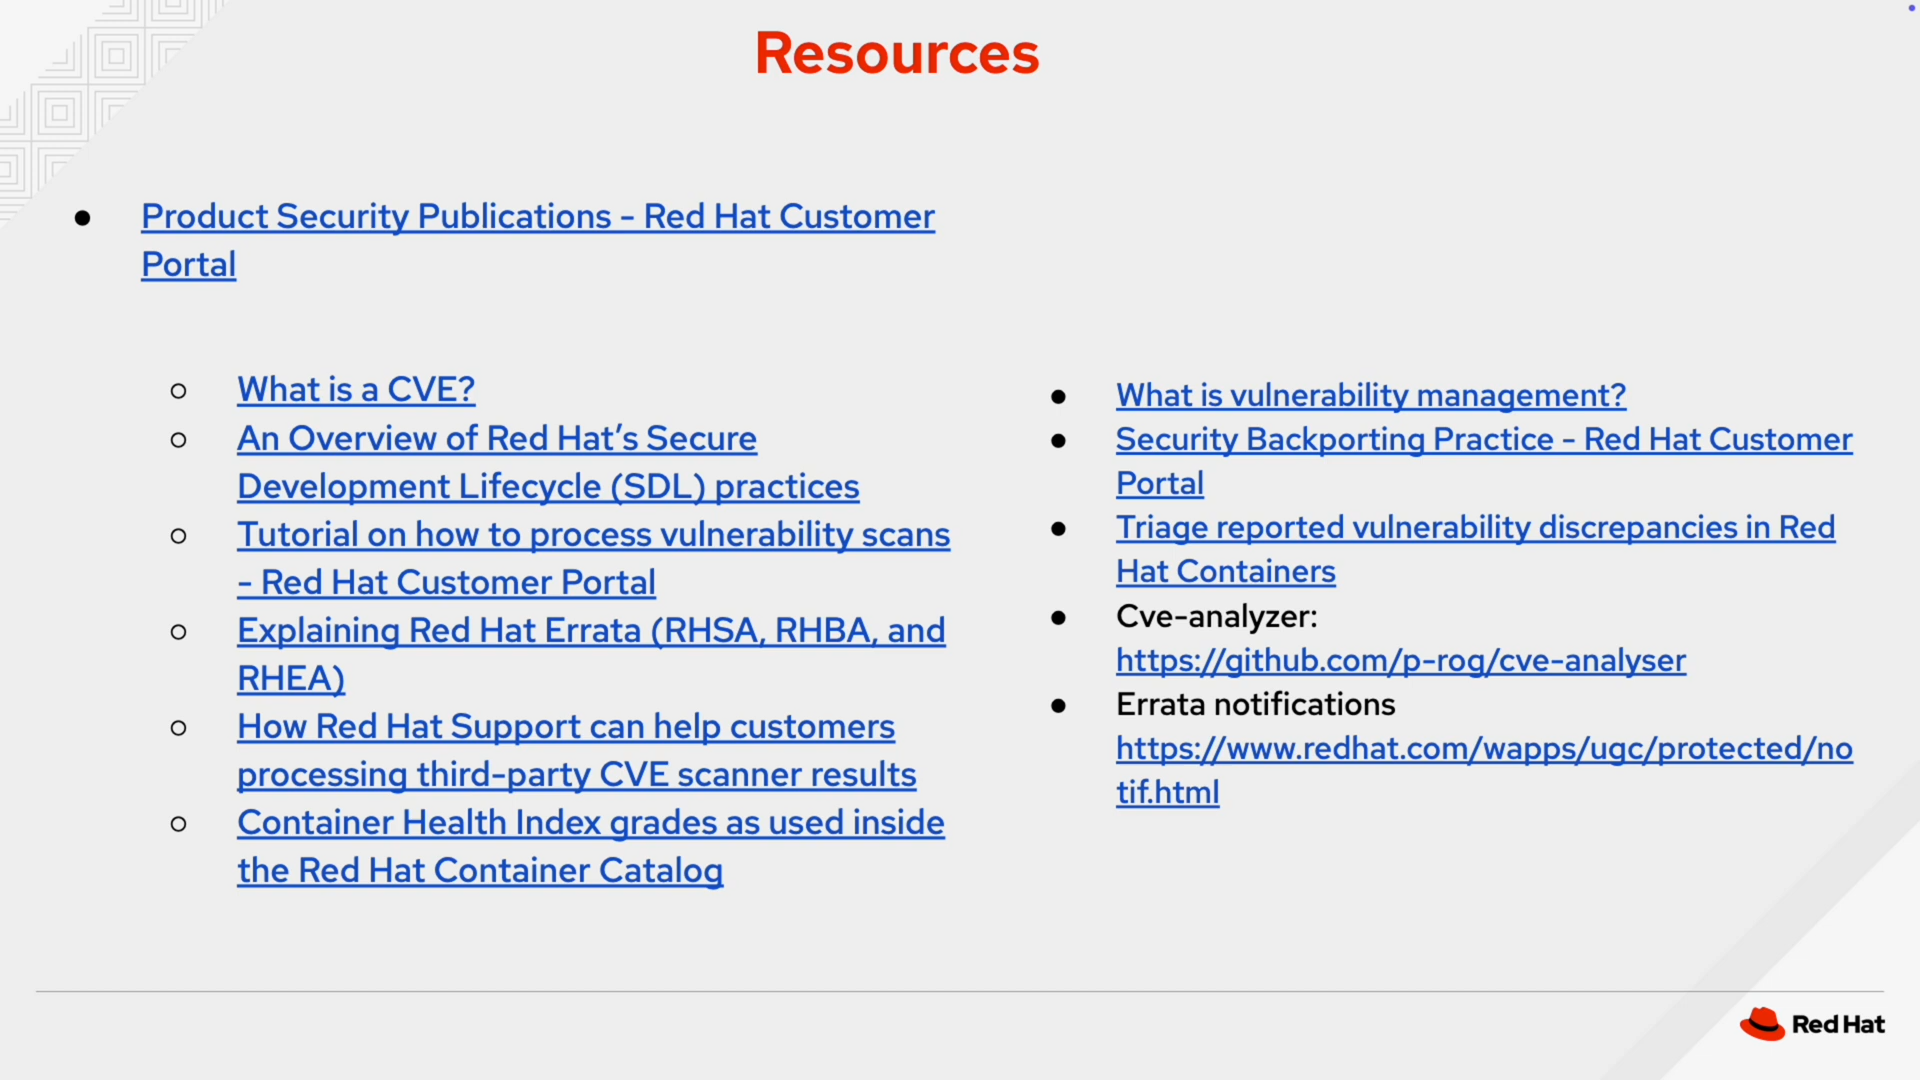 Resources
● Product Security Publications - Red Hat Customer
Portal
○ What is a CVE?
○ An Overview of Red Hat’s Secure
Development Lifecycle (SDL) practices
○ Tutorial on how to process vulnerability scans
- Red Hat Customer Portal
○ Explaining Red Hat Errata (RHSA, RHBA, and
RHEA)
○ How Red Hat Support can help customers
processing third-party CVE scanner results
○ Container Health Index grades as used inside
the Red Hat Container Catalog
● What is vulnerability management?
● Security Backporting Practice - Red Hat Customer
Portal
● Triage reported vulnerability discrepancies in Red
Hat Containers
● Cve-analyzer:
https://github.com/p-rog/cve-analyser
● Errata notifications
https://www.redhat.com/wapps/ugc/protected/no
tif.html
Red Hat